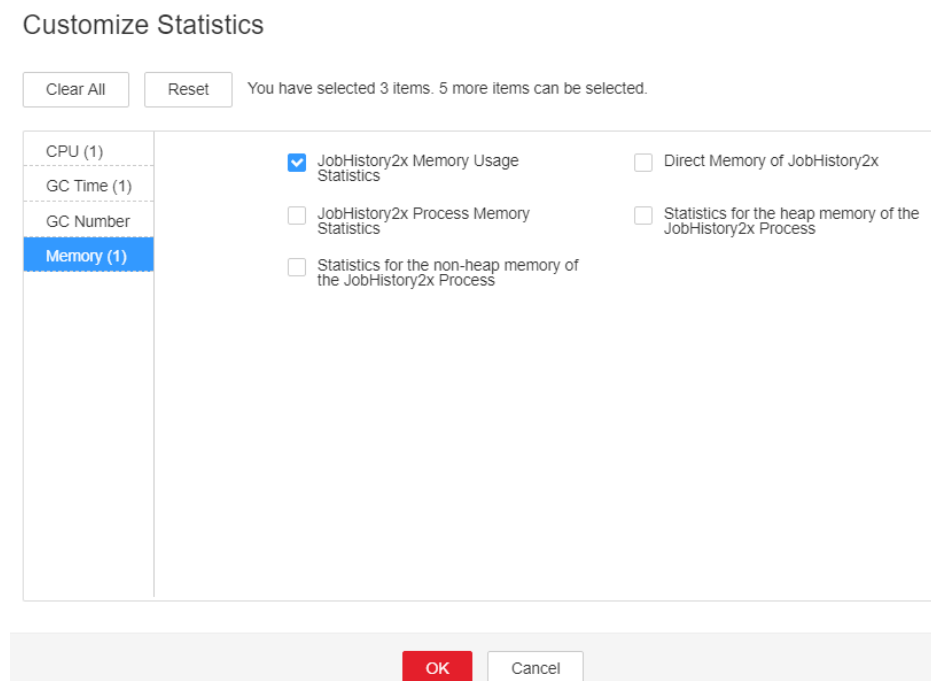 Customize Statistics
Clear All
Reset
You have selected 3 items. 5 more items can be selected.
CPU (1)
GC Time (1)
GC Number
Memory (1)
JobHistory2x Memory Usage
Statistics
Direct Memory of JobHistory2x
JobHistory2x Process Memory
Statistics
Statistics for the heap memory of the
JobHistory2x Process
Statistics for the non-heap memory of
the JobHistory2x Process
OK
Cancel